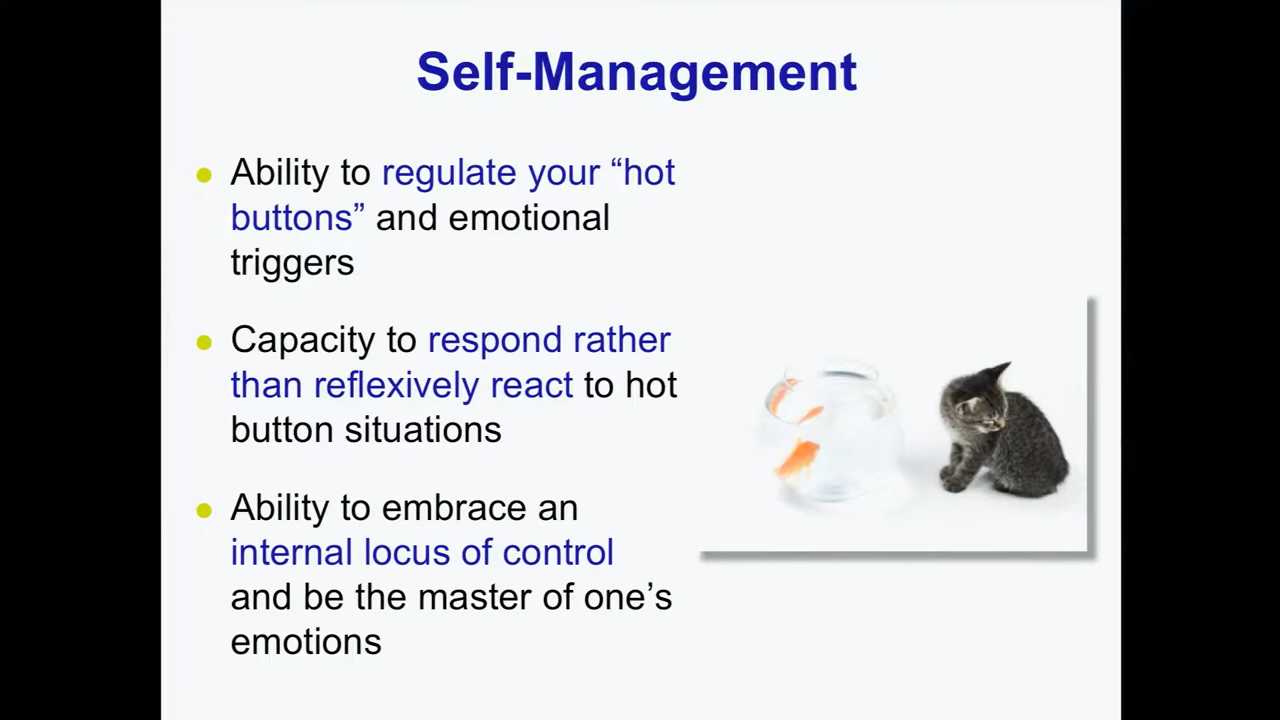 Self-Management
Ability to regulate your “hot
buttons” and emotional
triggers
Capacity to respond rather
than reflexively react to hot
button situations
Ability to embrace an
internal locus of control
and be the master of one’s
emotions